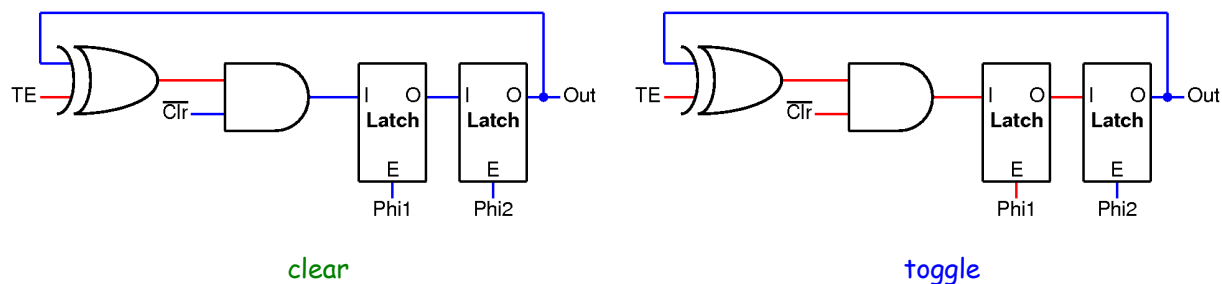 TE
Clr
I O
Latch
E
Phi1
I O
Latch
E
Phi2
Out
clear
TE
Clr
I O
Latch
E
Phi1
I O
Latch
E
Phi2
Out
toggle